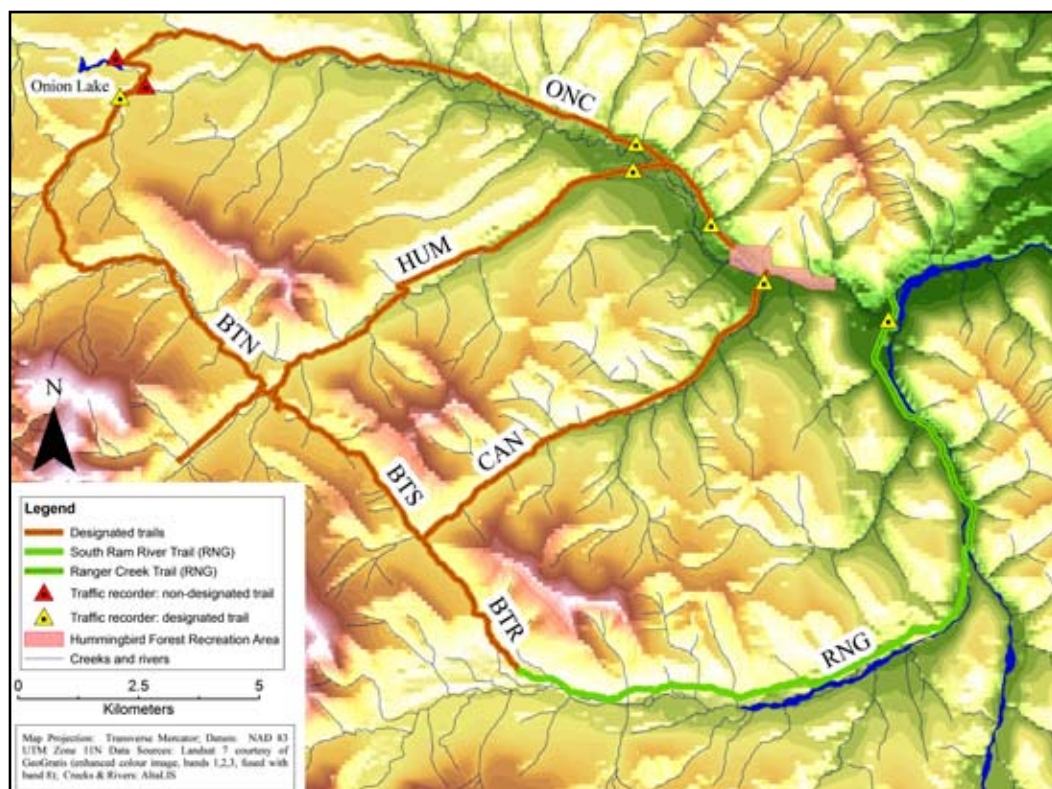 Onion Lake
ONC
HUM
BTN
CAN
BTS
BTR
RNG
N
Legend
Designated trails
South Ram River Trail (RNG)
Ranger Creek Trail (RNG)
Traffic recorder: non-designated trail
Traffic recorder: designated trail
Hummingbird Forest Recreation Area
Creeks and rivers
0 2.5 5
Kilometers
Map Projection: Transverse Mercator; Datum: NAD 83
UTM Zone 11N Data Sources: Landsat 7 courtesy of
GeoGratis (enhanced colour image, bands 1,2,3, fused with
band 8); Creeks & Rivers: AltaLIS